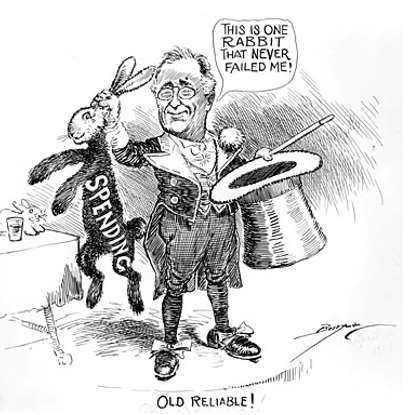 THIS IS ONE
RABBIT
THAT NEVER
FAILED ME!
SPENDING
OLD RELIABLE!